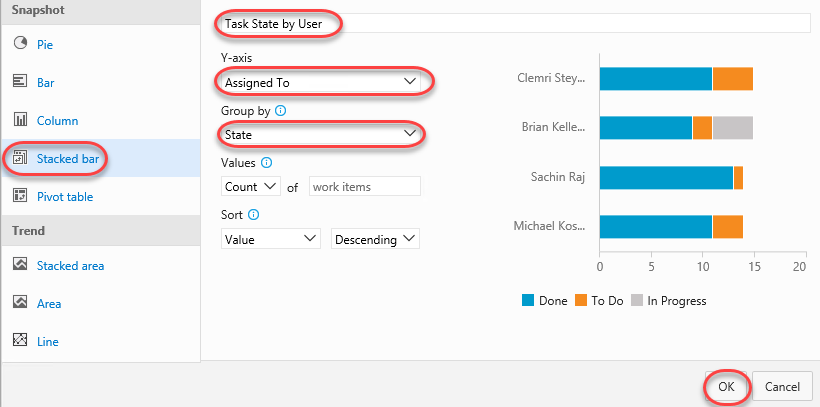 Snapshot
Pie
Bar
Column
Stacked bar
Pivot table
Trend
Stacked area
Area
Line
Task State by User
Y-axis
Assigned To
Group by
State
Values
Count of work items
Sort
Value Descending
Clemri Stey...
Brian Kelle...
Sachin Raj
Michael Kos...
0 5 10 15 20
Done To Do In Progress
OK Cancel